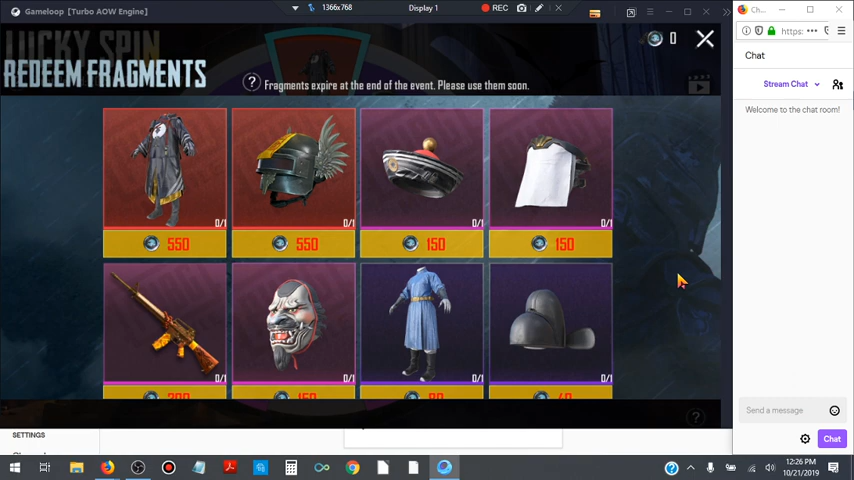 Gameloop [Turbo AOW Engine]
1366x768
Display 1
REC
Ch...
https:
LUCKY SPIN
REDEEM FRAGMENTS
0
? Fragments expire at the end of the event. Please use them soon.
Chat
Stream Chat
Welcome to the chat room!
0/1
0/1
0/1
0/1
550
550
150
150
0/1
0/1
0/1
0/1
150
Send a message
Chat
SETTINGS
12:26 PM
10/21/2019